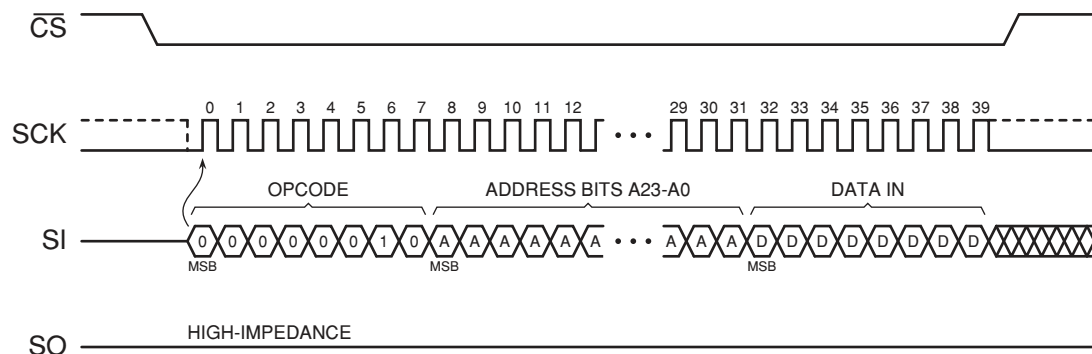 CS
0 1 2 3 4 5 6 7 8 9 10 11 12 29 30 31 32 33 34 35 36 37 38 39
SCK
OPCODE ADDRESS BITS A23-A0 DATA IN
SI 0 0 0 0 0 0 1 0 A A A A A A A A A D D D D D D D D
MSB MSB MSB
HIGH-IMPEDANCE
SO